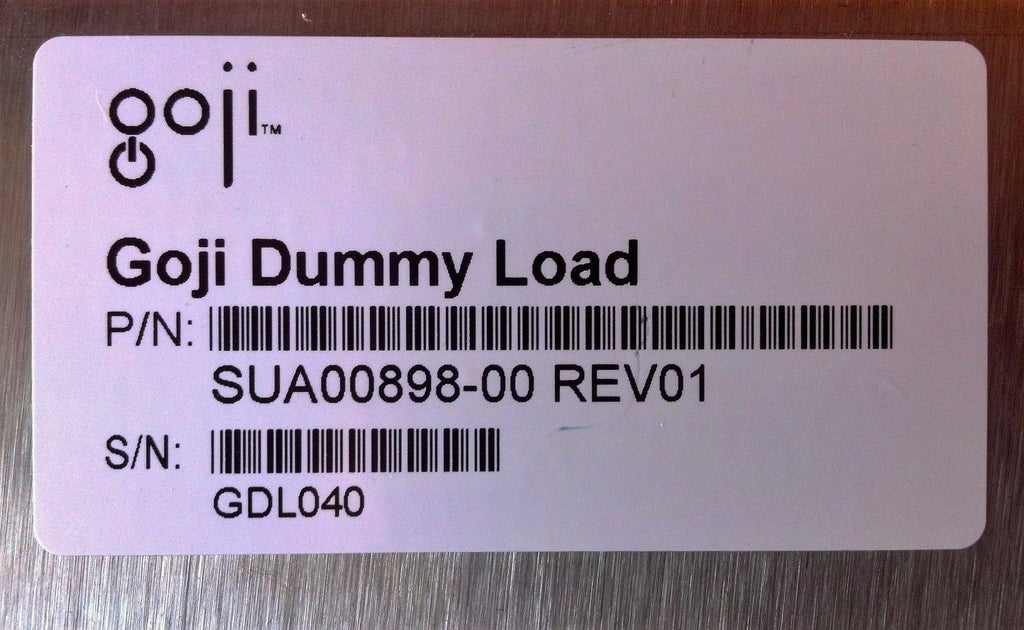 goji™
Goji Dummy Load
P/N:
SUA00898-00 REV01
S/N:
GDL040